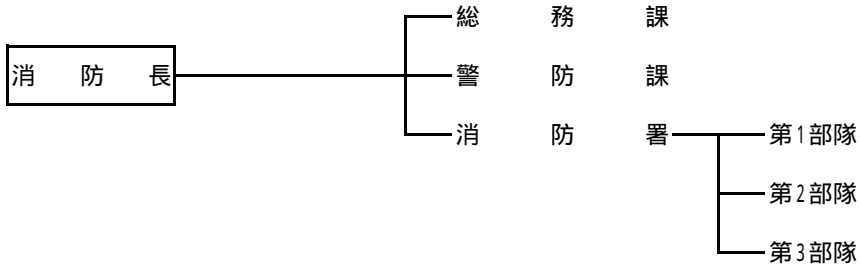 総務課
消防長
警防課
消防署
第1部隊
第2部隊
第3部隊